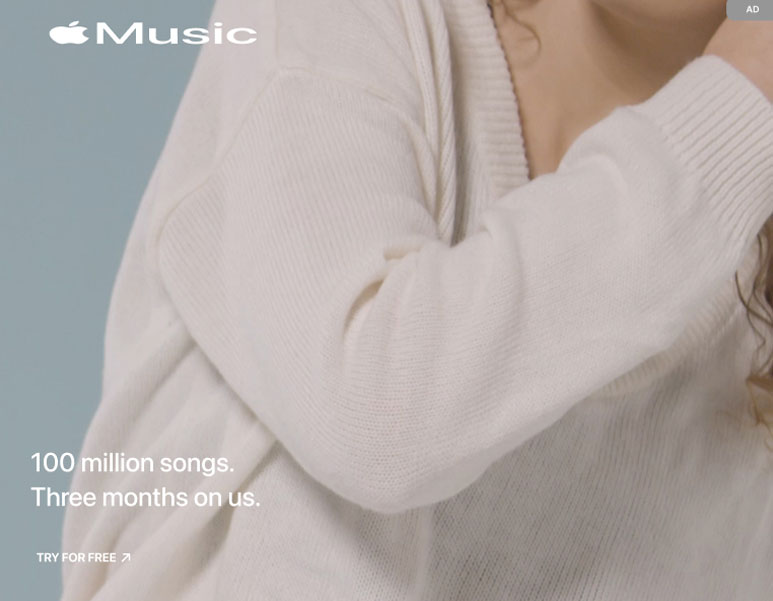 Music
AD
100 million songs.
Three months on us.
TRY FOR FREE ↗